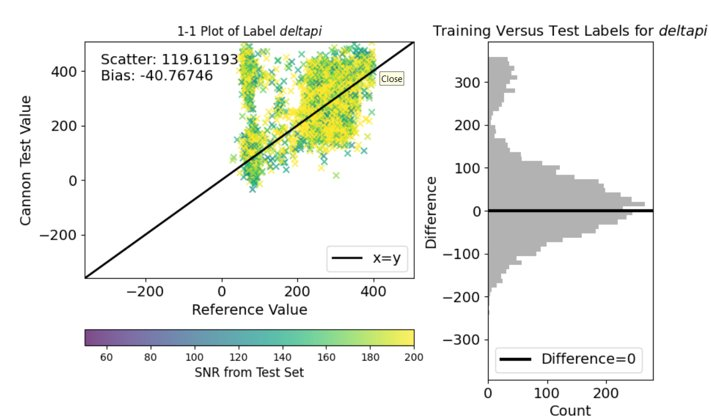 1-1 Plot of Label deltapi
Scatter: 119.61193
Bias: -40.76746
Close
400
200
0
−200
Cannon Test Value
x=y
−200
0
200
400
Reference Value
60
80
100
120
140
160
180
200
SNR from Test Set
Training Versus Test Labels for deltapi
300
200
100
0
−100
−200
−300
Difference
Difference=0
0
100
200
Count